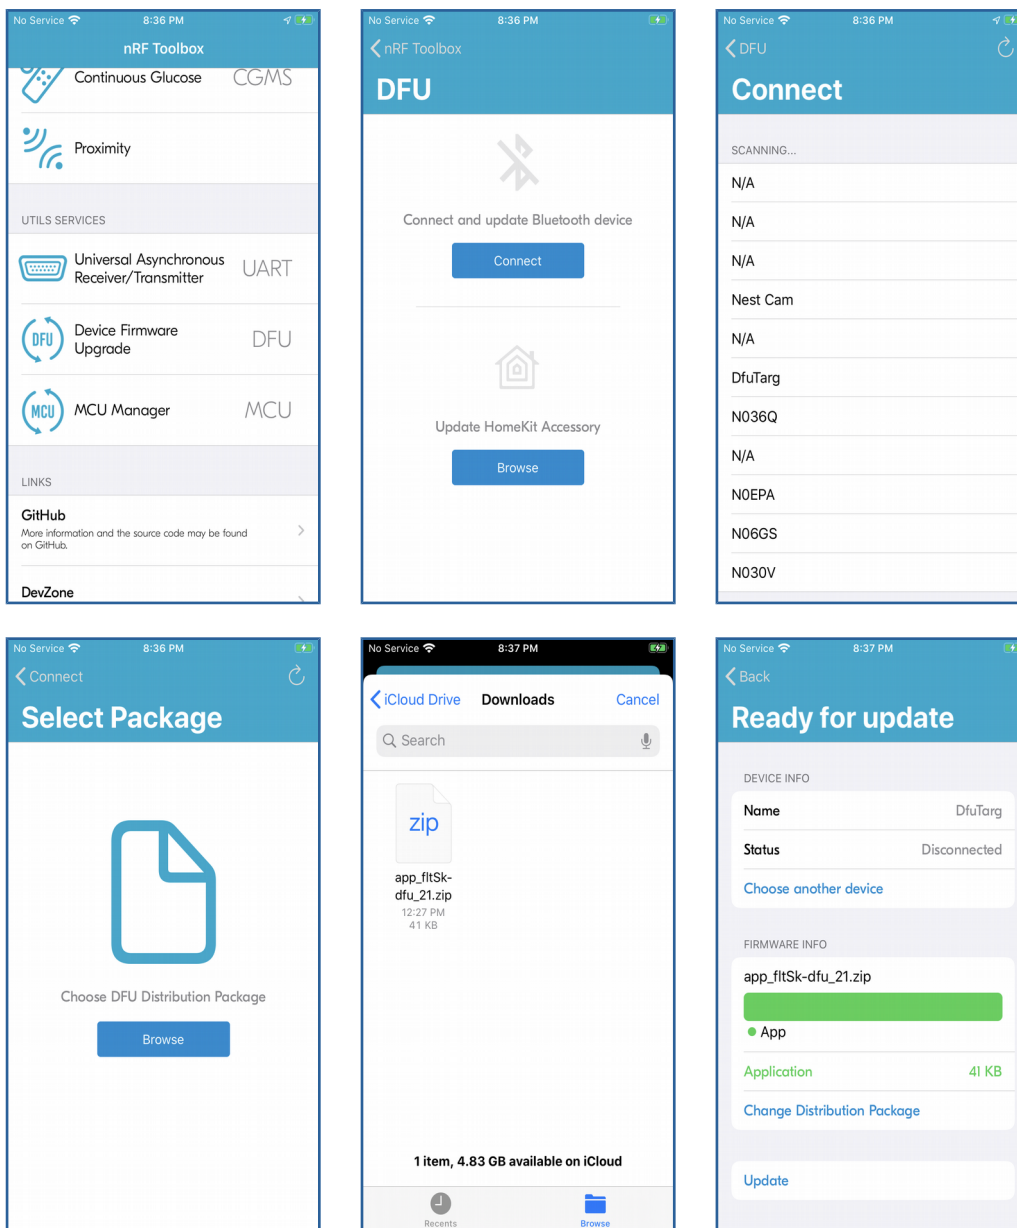 No Service 8:36 PM
nRF Toolbox
Continuous Glucose CGMS
Proximity
UTILS SERVICES
Universal Asynchronous
Receiver/Transmitter UART
DFU Device Firmware
Upgrade DFU
MCU MCU Manager MCU
LINKS
GitHub
More information and the source code may be found
on GitHub.
DevZone
No Service 8:36 PM
nRF Toolbox
DFU
Connect and update Bluetooth device
Connect
Update HomeKit Accessory
Browse
No Service 8:36 PM
DFU
Connect
SCANNING...
N/A
N/A
N/A
Nest Cam
N/A
DfuTarg
N036Q
N/A
N0EPA
N06GS
N030V
No Service 8:36 PM
Connect
Select Package
Choose DFU Distribution Package
Browse
No Service 8:37 PM
iCloud Drive Downloads Cancel
Search
zip
app_fltSk-
dfu_21.zip
12:27 PM
41 KB
1 item, 4.83 GB available on iCloud
Recents Browse
No Service 8:37 PM
Back
Ready for update
DEVICE INFO
Name DfuTarg
Status Disconnected
Choose another device
FIRMWARE INFO
app_fltSk-dfu_21.zip
App
Application 41 KB
Change Distribution Package
Update